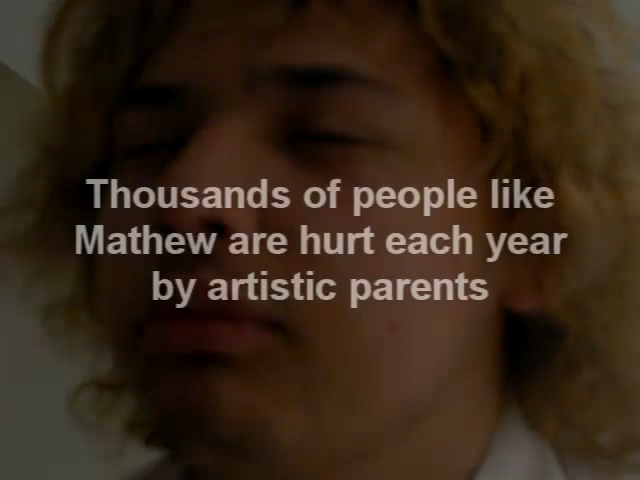 Thousands of people like
Mathew are hurt each year
by artistic parents